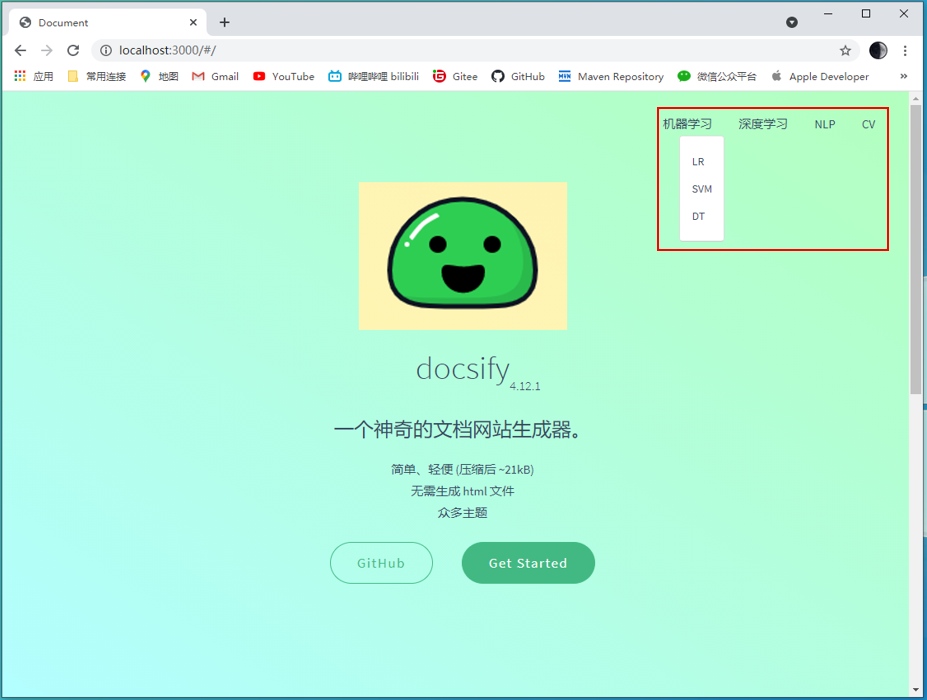 Document
localhost:3000/#/
应用 常用连接 地图 Gmail YouTube 哔哩哔哩 bilibili Gitee GitHub MVN Maven Repository 微信公众平台 Apple Developer »
机器学习 深度学习 NLP CV
LR
SVM
DT
docsify 4.12.1
一个神奇的文档网站生成器。
简单、轻便 (压缩后 ~21kB)
无需生成 html 文件
众多主题
GitHub Get Started